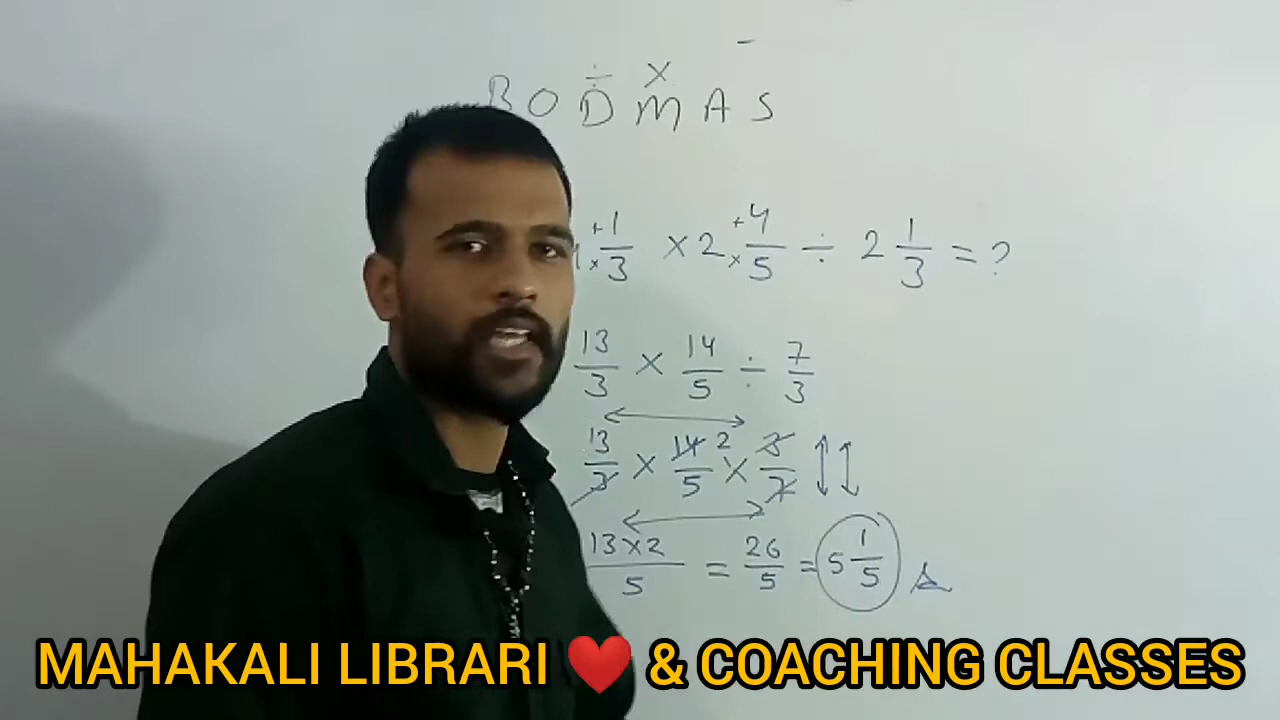 -
÷ ×
B O D M A S
+1/×3 × 2 +4/×5 ÷ 2 1/3 = ?
13/3 × 14/5 ÷ 7/3
13/3 × 14/5 2 × 3/7
13×2/5 = 26/5 = 5 1/5
MAHAKALI LIBRARI ❤️ & COACHING CLASSES